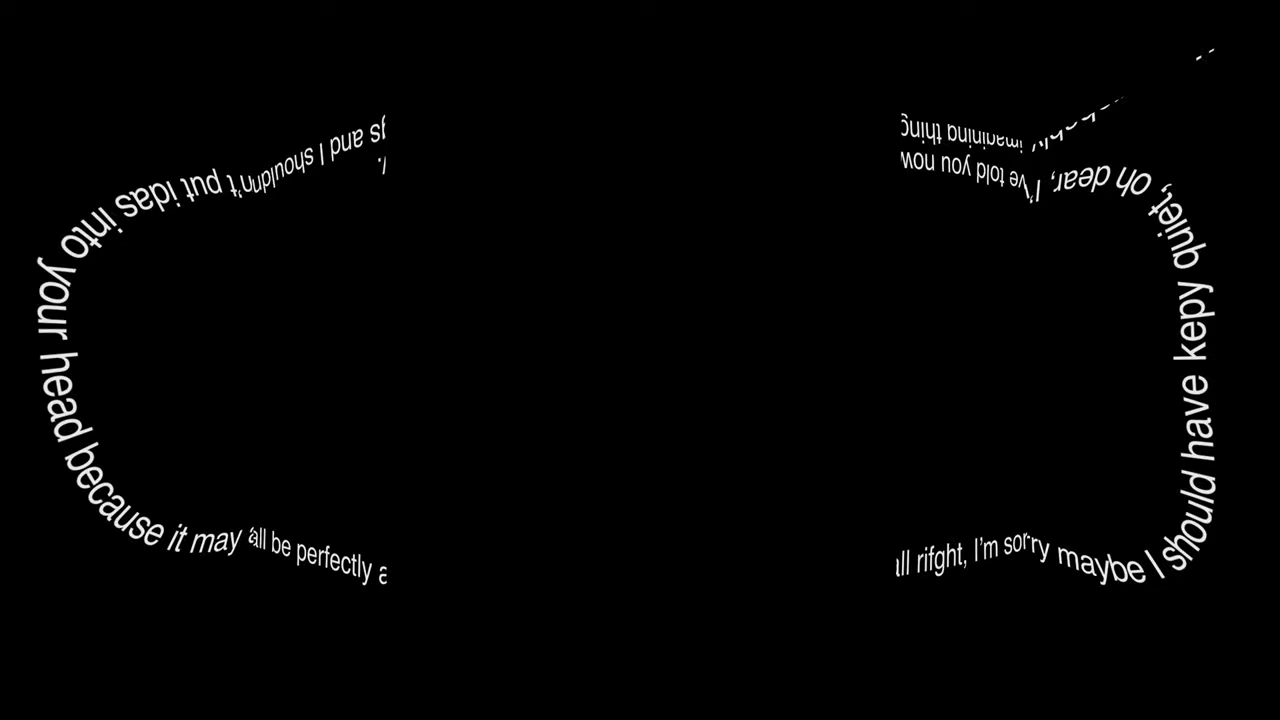 imagining thing
gs and I shouldn't put idas into your head because it may all be perfectly a
ll rifght, I'm sorry maybe I should have kepy quiet, oh dear, I've told you now